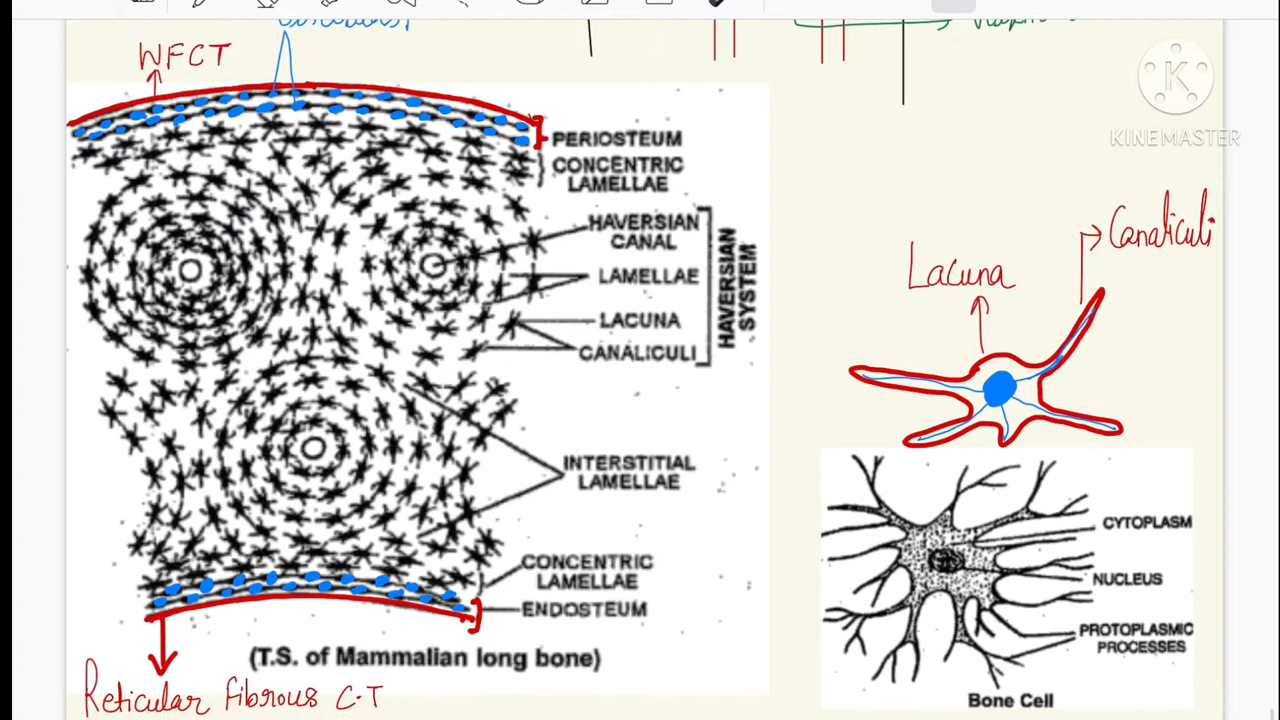 WFCT
KINEMASTER
PERIOSTEUM
CONCENTRIC
LAMELLAE
HAVERSIAN
CANAL
LAMELLAE
LACUNA
CANALICULI
HAVERSIAN
SYSTEM
INTERSTITIAL
LAMELLAE
CONCENTRIC
LAMELLAE
ENDOSTEUM
(T.S. of Mammalian long bone)
Reticular fibrous C.T
Canaliculi
Lacuna
CYTOPLASM
NUCLEUS
PROTOPLASMIC
PROCESSES
Bone Cell